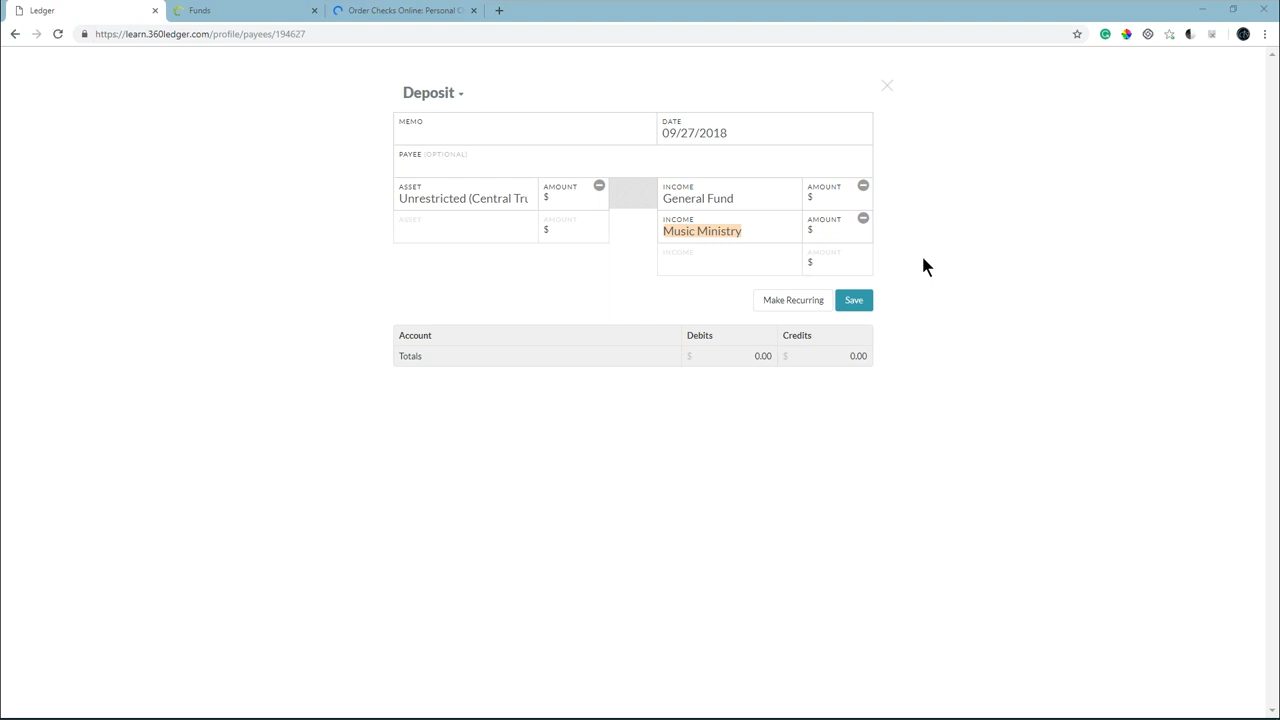 Ledger
Funds
Order Checks Online: Personal C
https://learn.360ledger.com/profile/payees/194627
Deposit
MEMO
DATE
09/27/2018
PAYEE (OPTIONAL)
ASSET
Unrestricted (Central Tru
AMOUNT
$
INCOME
General Fund
AMOUNT
$
ASSET
AMOUNT
$
INCOME
Music Ministry
AMOUNT
$
INCOME
AMOUNT
$
Make Recurring
Save
Account Debits Credits
Totals $ 0.00 $ 0.00